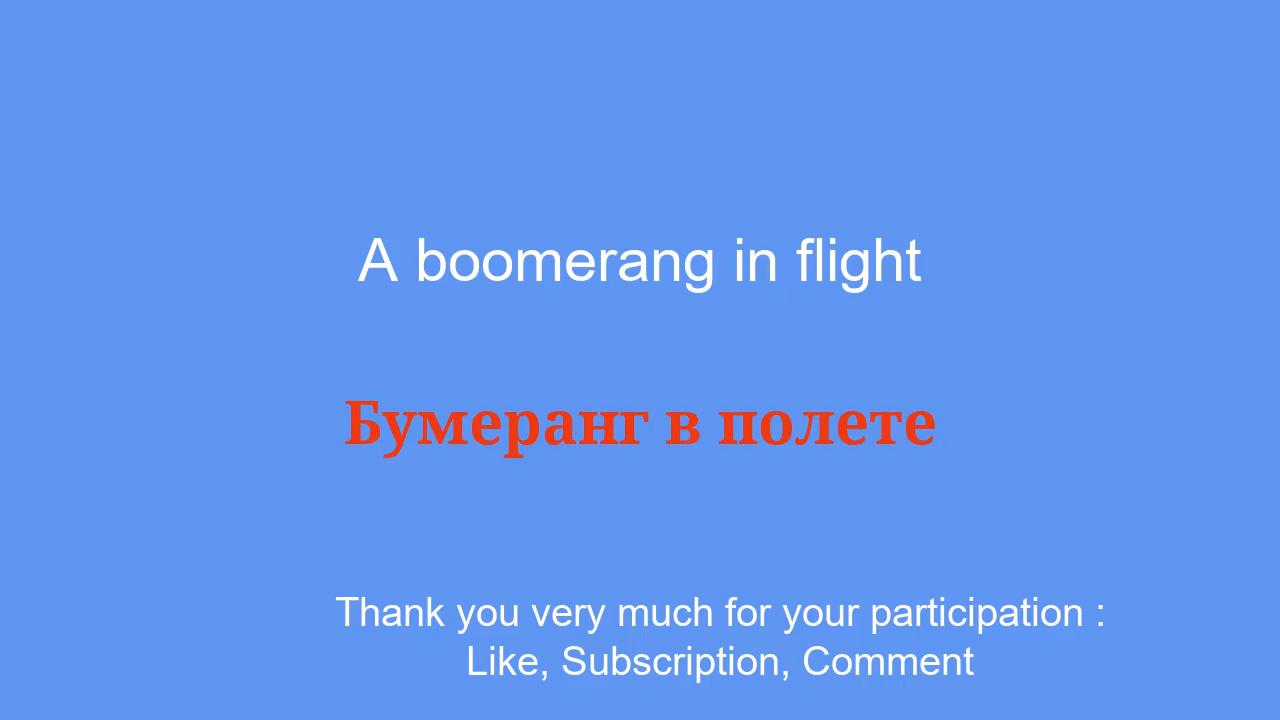 A boomerang in flight
Бумеранг в полете
Thank you very much for your participation :
Like, Subscription, Comment